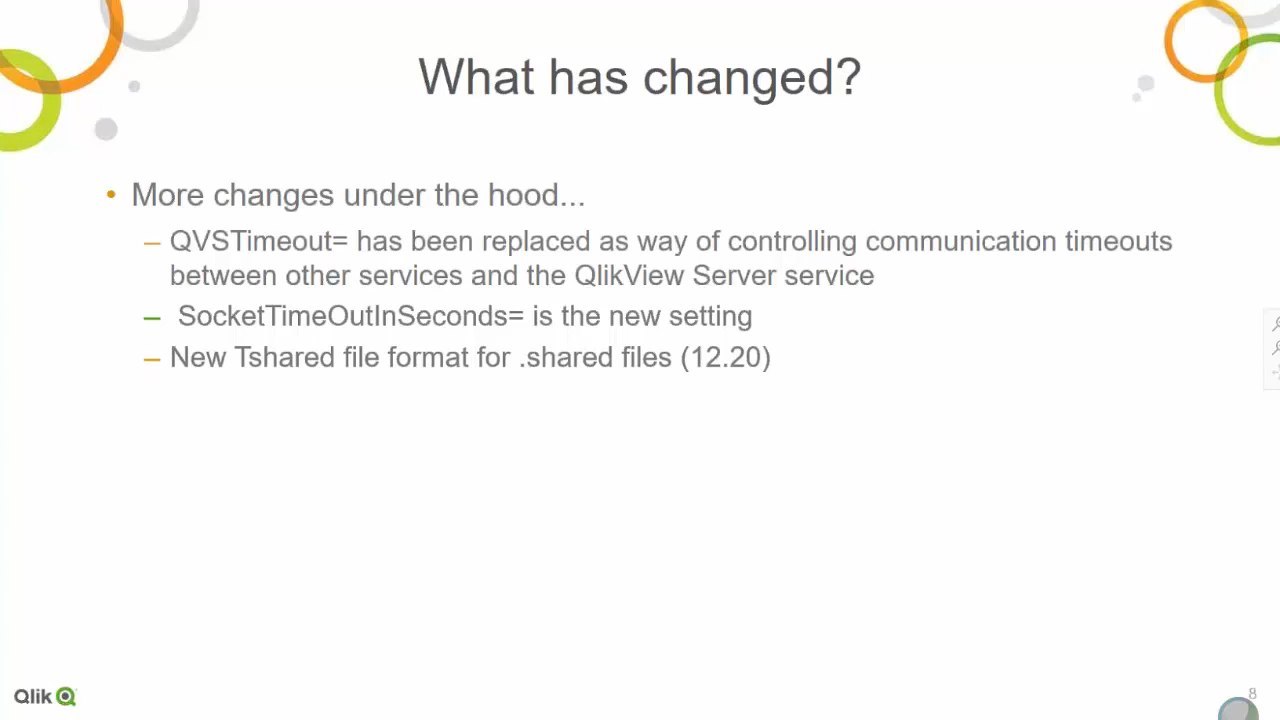 What has changed?
• More changes under the hood...
– QVSTimeout= has been replaced as way of controlling communication timeouts
between other services and the QlikView Server service
– SocketTimeOutInSeconds= is the new setting
– New Tshared file format for .shared files (12.20)
Qlik
8